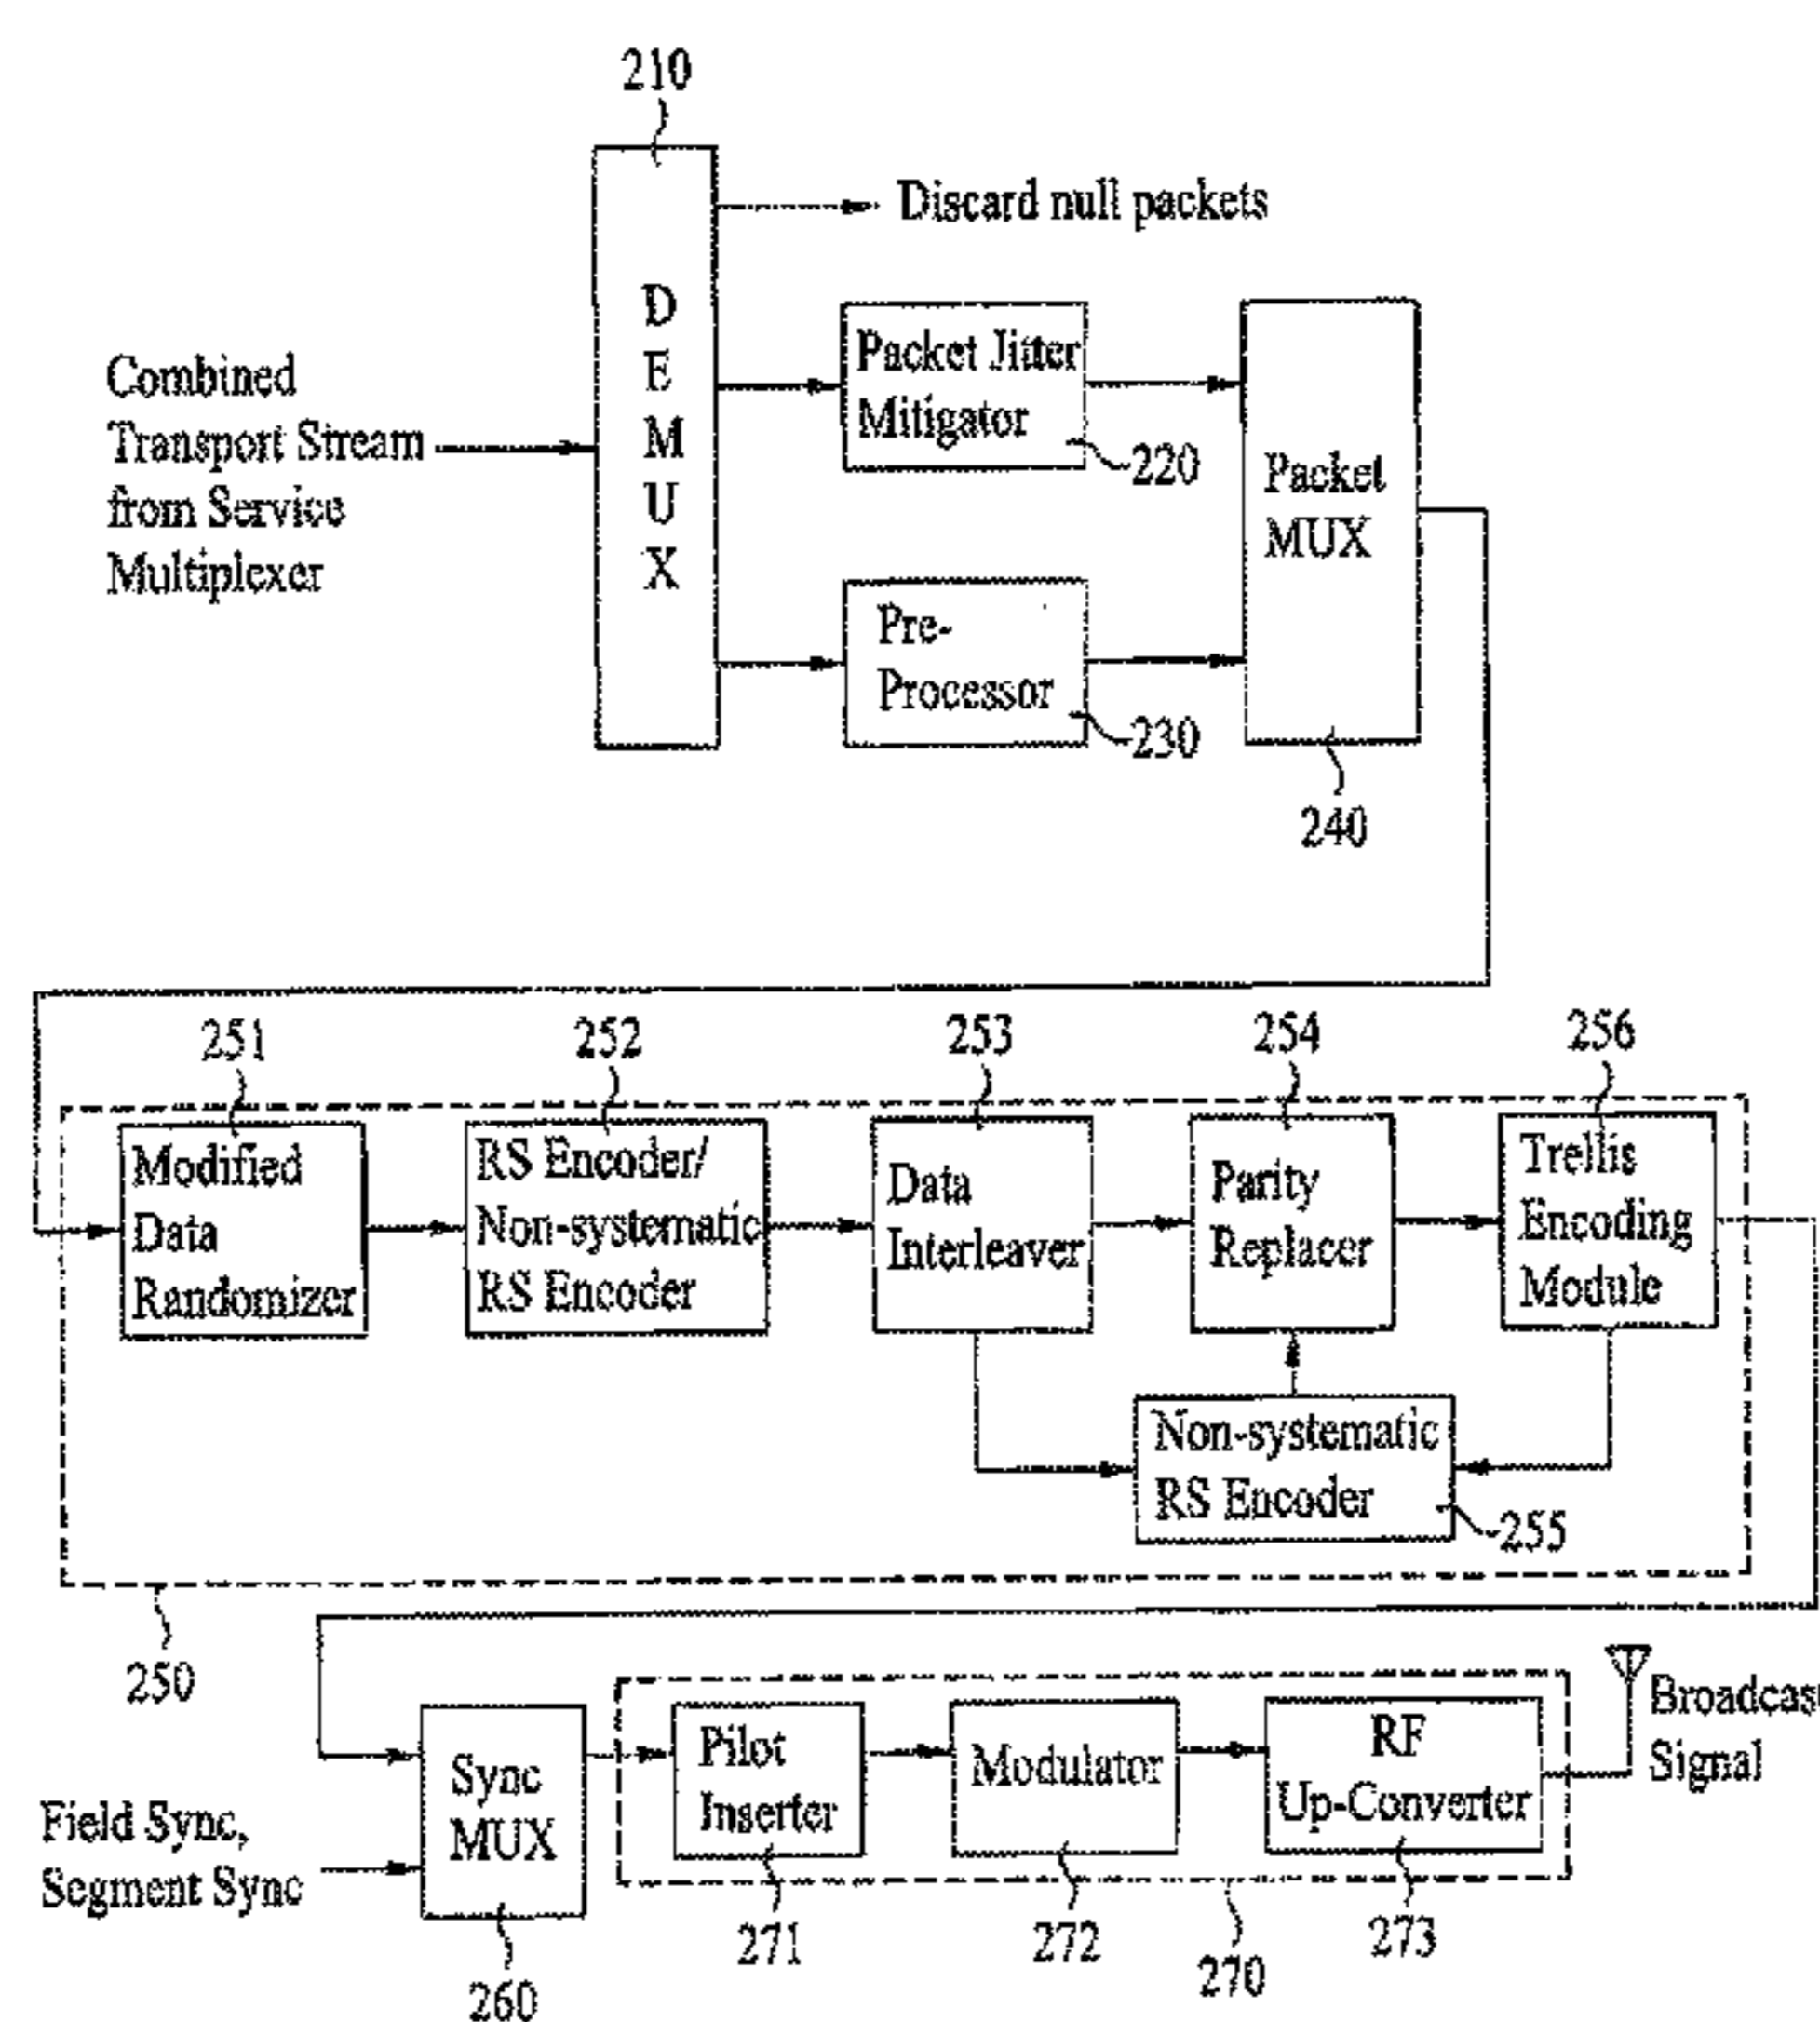 210
Discard null packets
D
E
M
U
X
Combined
Transport Stream
from Service
Multiplexer
Packet Jitter
Mitigator
220
Packet
MUX
Pre-
Processor
230
240
251
252
253
254
256
Modified
Data
Randomizer
RS Encoder/
Non-systematic
RS Encoder
Data
Interleaver
Parity
Replacer
Trellis
Encoding
Module
Non-systematic
RS Encoder
255
250
Field Sync,
Segment Sync
Sync
MUX
260
Pilot
Inserter
271
Modulator
272
RF
Up-Converter
273
270
Broadcas
Signal